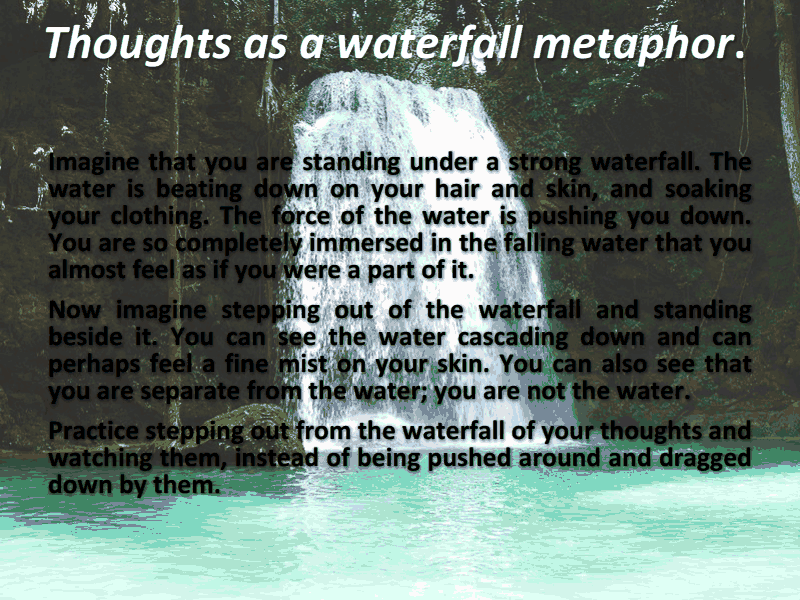 Thoughts as a waterfall metaphor.
Imagine that you are standing under a strong waterfall. The
water is beating down on your hair and skin, and soaking
your clothing. The force of the water is pushing you down.
You are so completely immersed in the falling water that you
almost feel as if you were a part of it.
Now imagine stepping out of the waterfall and standing
beside it. You can see the water cascading down and can
perhaps feel a fine mist on your skin. You can also see that
you are separate from the water; you are not the water.
Practice stepping out from the waterfall of your thoughts and
watching them, instead of being pushed around and dragged
down by them.